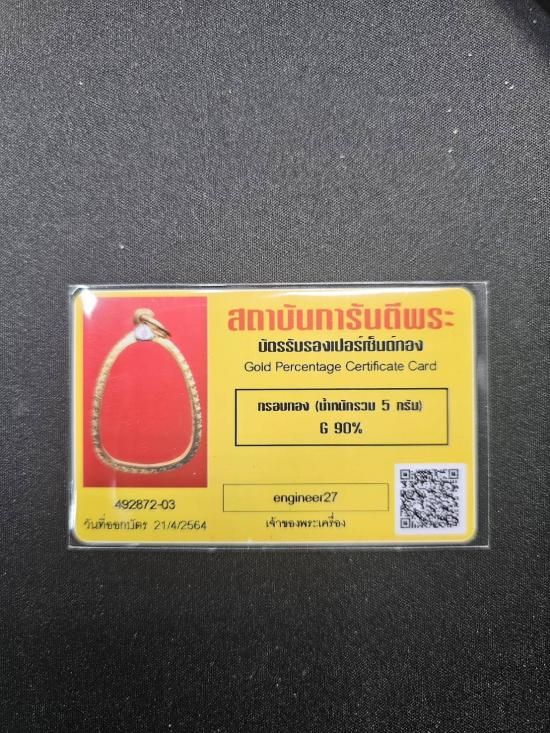 สถาบันการันตีพระ
บัตรรับรองเปอร์เซ็นต์ทอง
Gold Percentage Certificate Card
กรอบทอง (น้ำหนักรวม 5 กรัม)
G 90%
492872-03
วันที่ออกบัตร 21/4/2564
engineer27
เจ้าของพระเครื่อง